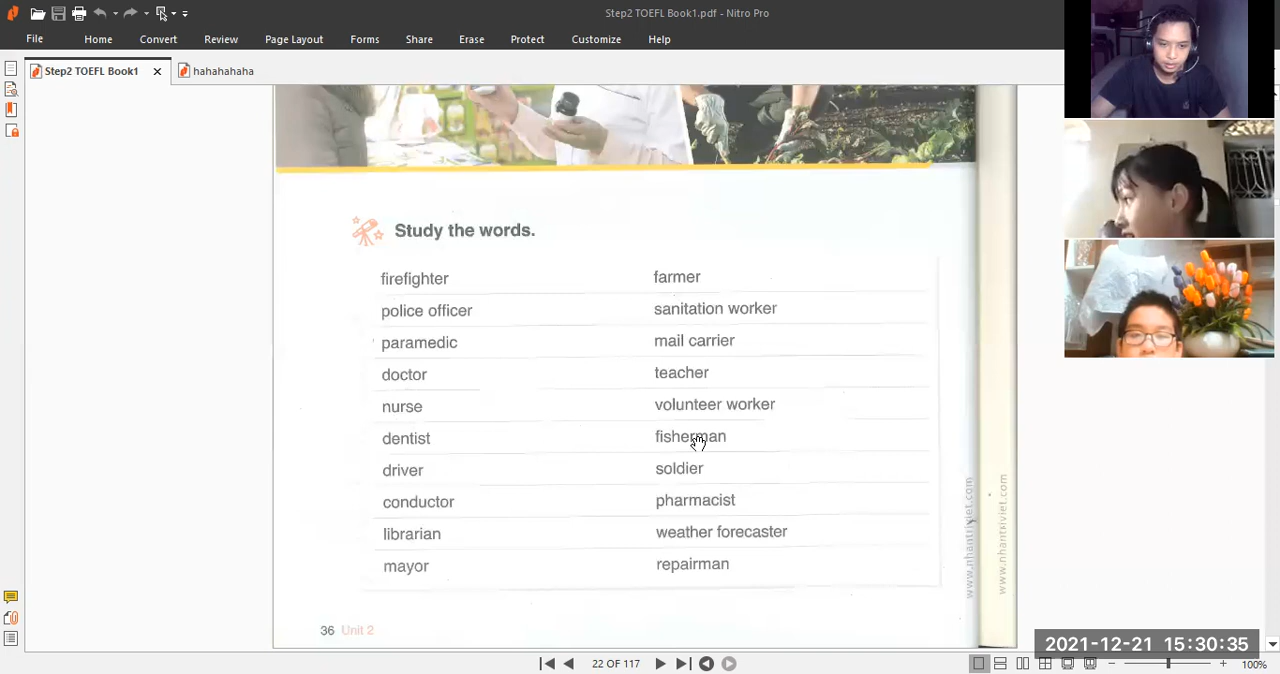 Step2 TOEFL Book1.pdf - Nitro Pro
File Home Convert Review Page Layout Forms Share Erase Protect Customize Help
Step2 TOEFL Book1 hahahahaha
Study the words.
firefighter farmer
police officer sanitation worker
paramedic mail carrier
doctor teacher
nurse volunteer worker
dentist fisherman
driver soldier
conductor pharmacist
librarian weather forecaster
mayor repairman
www.nhantriviet.com
www.nhantriviet.com
36 Unit 2
2021-12-21 15:30:35
22 OF 117
100%